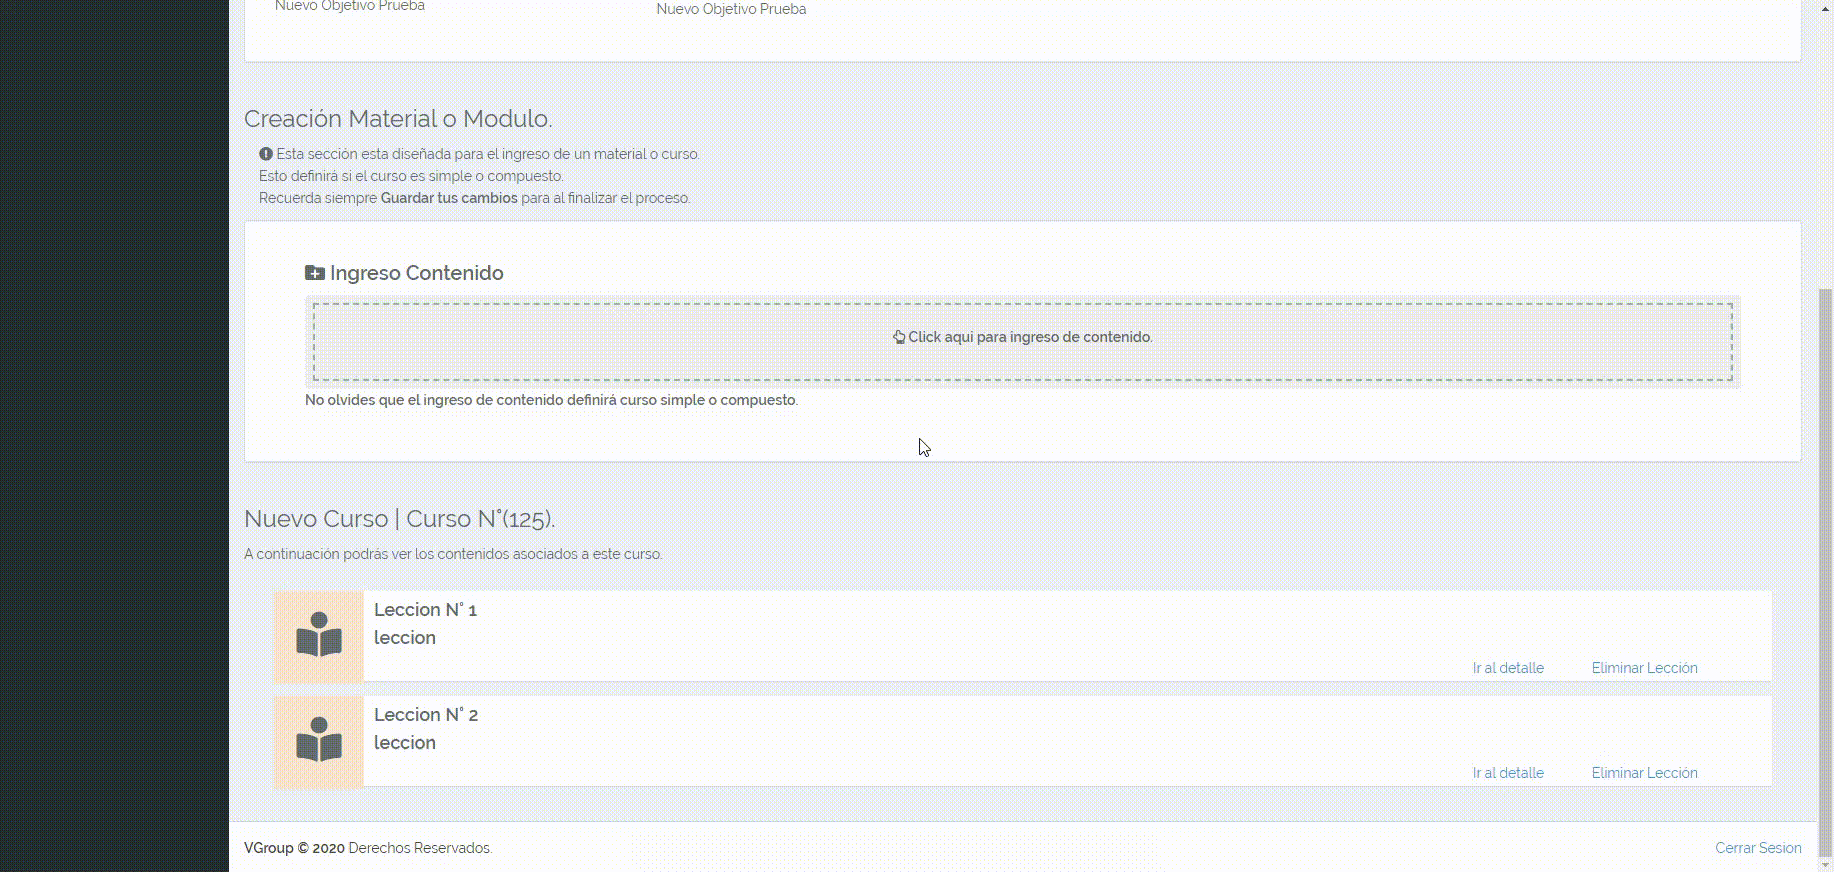 Nuevo Objetivo Prueba
Nuevo Objetivo Prueba
Creación Material o Modulo.
Esta sección esta diseñada para el ingreso de un material o curso.
Esto definirá si el curso es simple o compuesto.
Recuerda siempre Guardar tus cambios para al finalizar el proceso.
Ingreso Contenido
Click aqui para ingreso de contenido.
No olvides que el ingreso de contenido definirá curso simple o compuesto.
Nuevo Curso | Curso N°(125).
A continuación podrás ver los contenidos asociados a este curso.
Leccion N° 1
leccion
Ir al detalle Eliminar Lección
Leccion N° 2
leccion
Ir al detalle Eliminar Lección
VGroup © 2020 Derechos Reservados. Cerrar Sesion